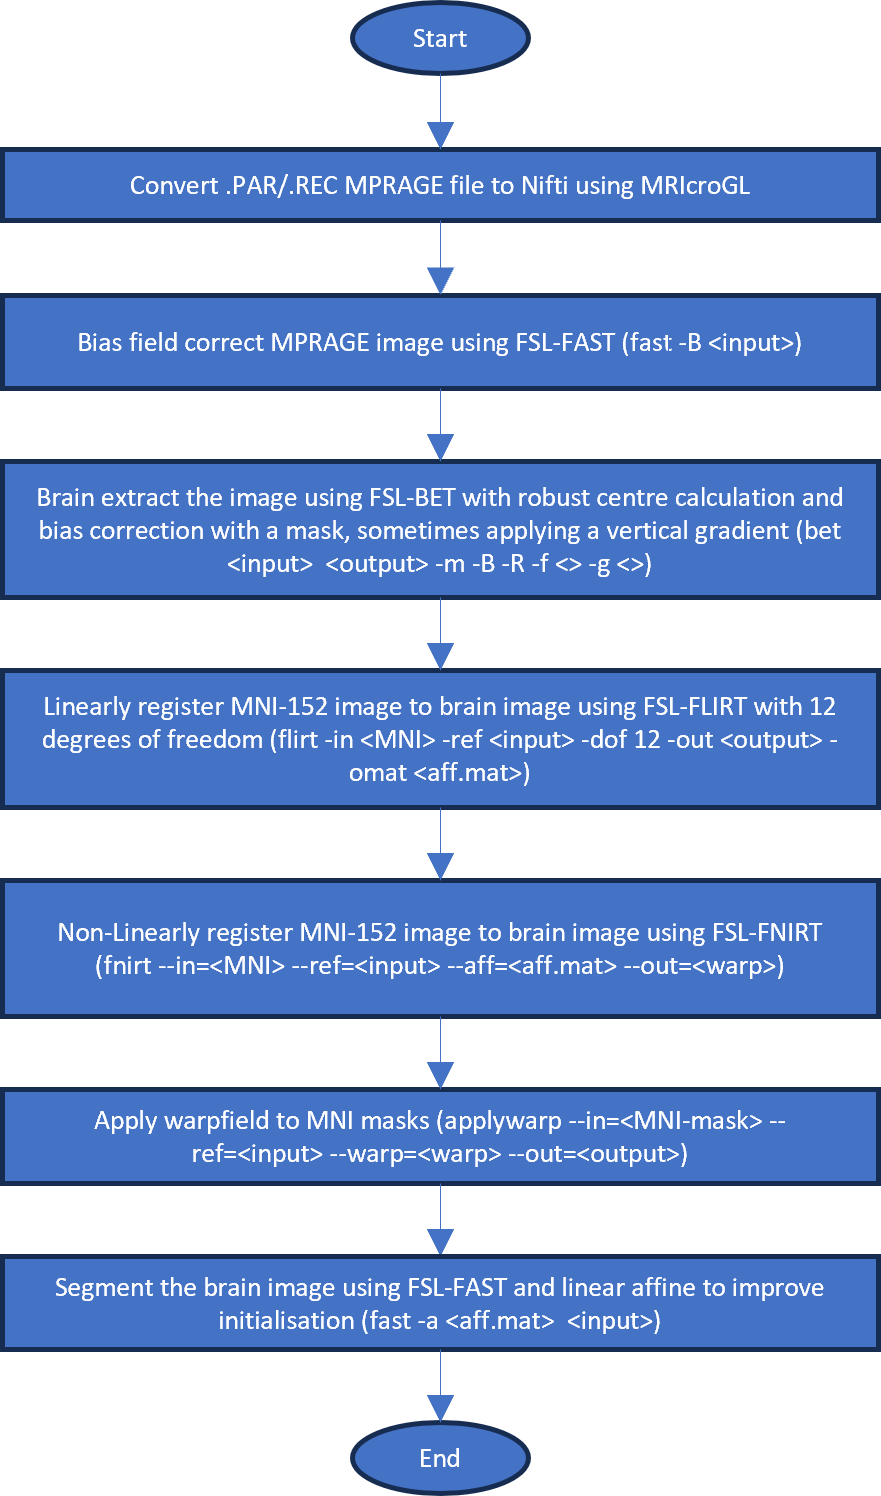 Start
Convert .PAR/.REC MPRAGE file to Nifti using MRIcroGL
Bias field correct MPRAGE image using FSL-FAST (fast -B <input>)
Brain extract the image using FSL-BET with robust centre calculation and
bias correction with a mask, sometimes applying a vertical gradient (bet
<input>  <output> -m -B -R -f <> -g <>)
Linearly register MNI-152 image to brain image using FSL-FLIRT with 12
degrees of freedom (flirt -in <MNI> -ref <input> -dof 12 -out <output> -
omat <aff.mat>)
Non-Linearly register MNI-152 image to brain image using FSL-FNIRT
(fnirt --in=<MNI> --ref=<input> --aff=<aff.mat> --out=<warp>)
Apply warpfield to MNI masks (applywarp --in=<MNI-mask> --
ref=<input> --warp=<warp> --out=<output>)
Segment the brain image using FSL-FAST and linear affine to improve
initialisation (fast -a <aff.mat>  <input>)
End